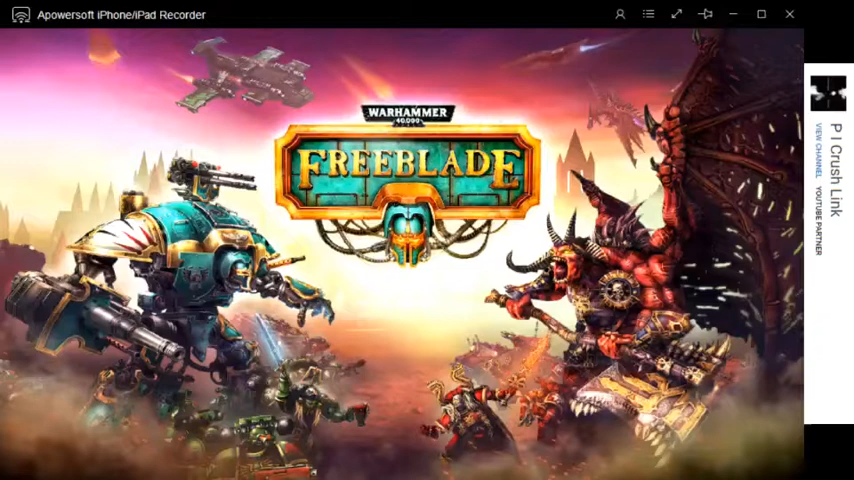 Apowersoft iPhone/iPad Recorder
WARHAMMER
40,000
FREEBLADE
P I Crush Link
VIEW CHANNEL YOUTUBE PARTNER